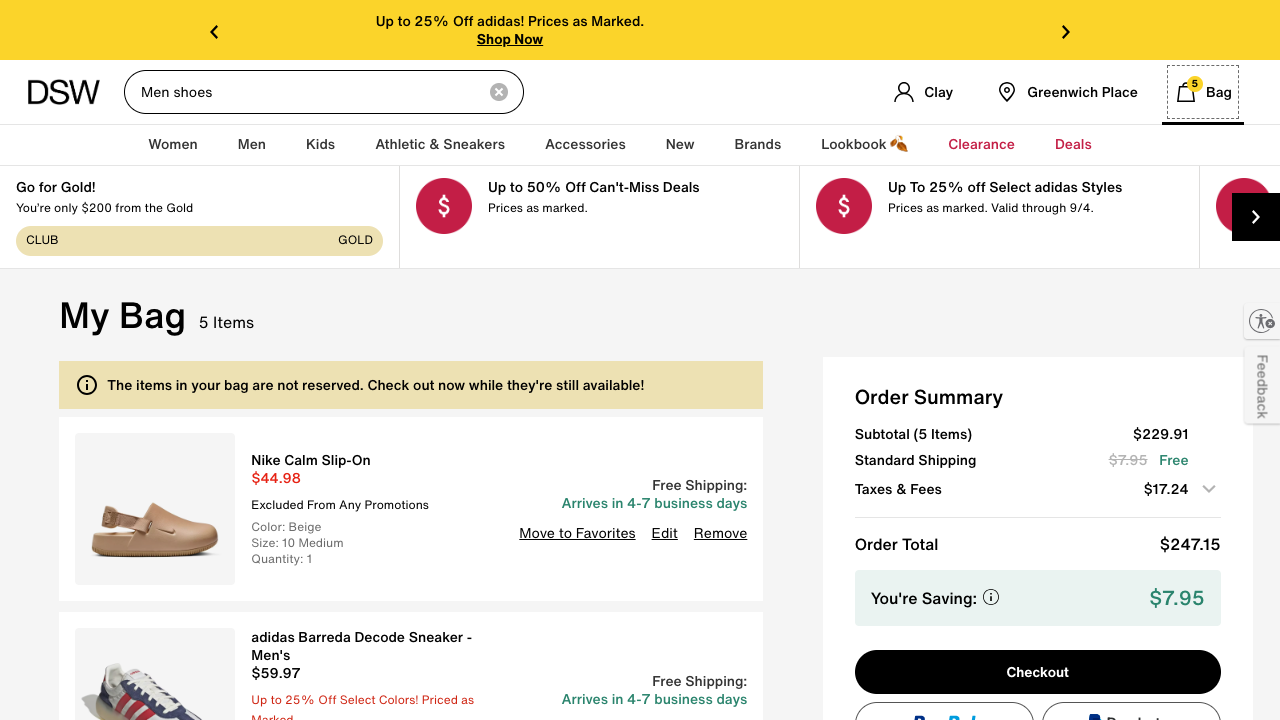 Up to 25% Off adidas! Prices as Marked.
Shop Now
DSW
Men shoes
Clay
Greenwich Place
5
Bag
Women
Men
Kids
Athletic & Sneakers
Accessories
New
Brands
Lookbook 🍂
Clearance
Deals
Go for Gold!
You're only $200 from the Gold
CLUB
GOLD
$
Up to 50% Off Can't-Miss Deals
Prices as marked.
$
Up To 25% off Select adidas Styles
Prices as marked. Valid through 9/4.
My Bag
5 Items
Feedback
The items in your bag are not reserved. Check out now while they're still available!
Nike Calm Slip-On
$44.98
Excluded From Any Promotions
Color: Beige
Size: 10 Medium
Quantity: 1
Free Shipping:
Arrives in 4-7 business days
Move to Favorites
Edit
Remove
adidas Barreda Decode Sneaker -
Men's
$59.97
Up to 25% Off Select Colors! Priced as
Marked
Free Shipping:
Arrives in 4-7 business days
Order Summary
Subtotal (5 Items)
$229.91
Standard Shipping
$7.95 Free
Taxes & Fees
$17.24
Order Total
$247.15
You're Saving:
$7.95
Checkout